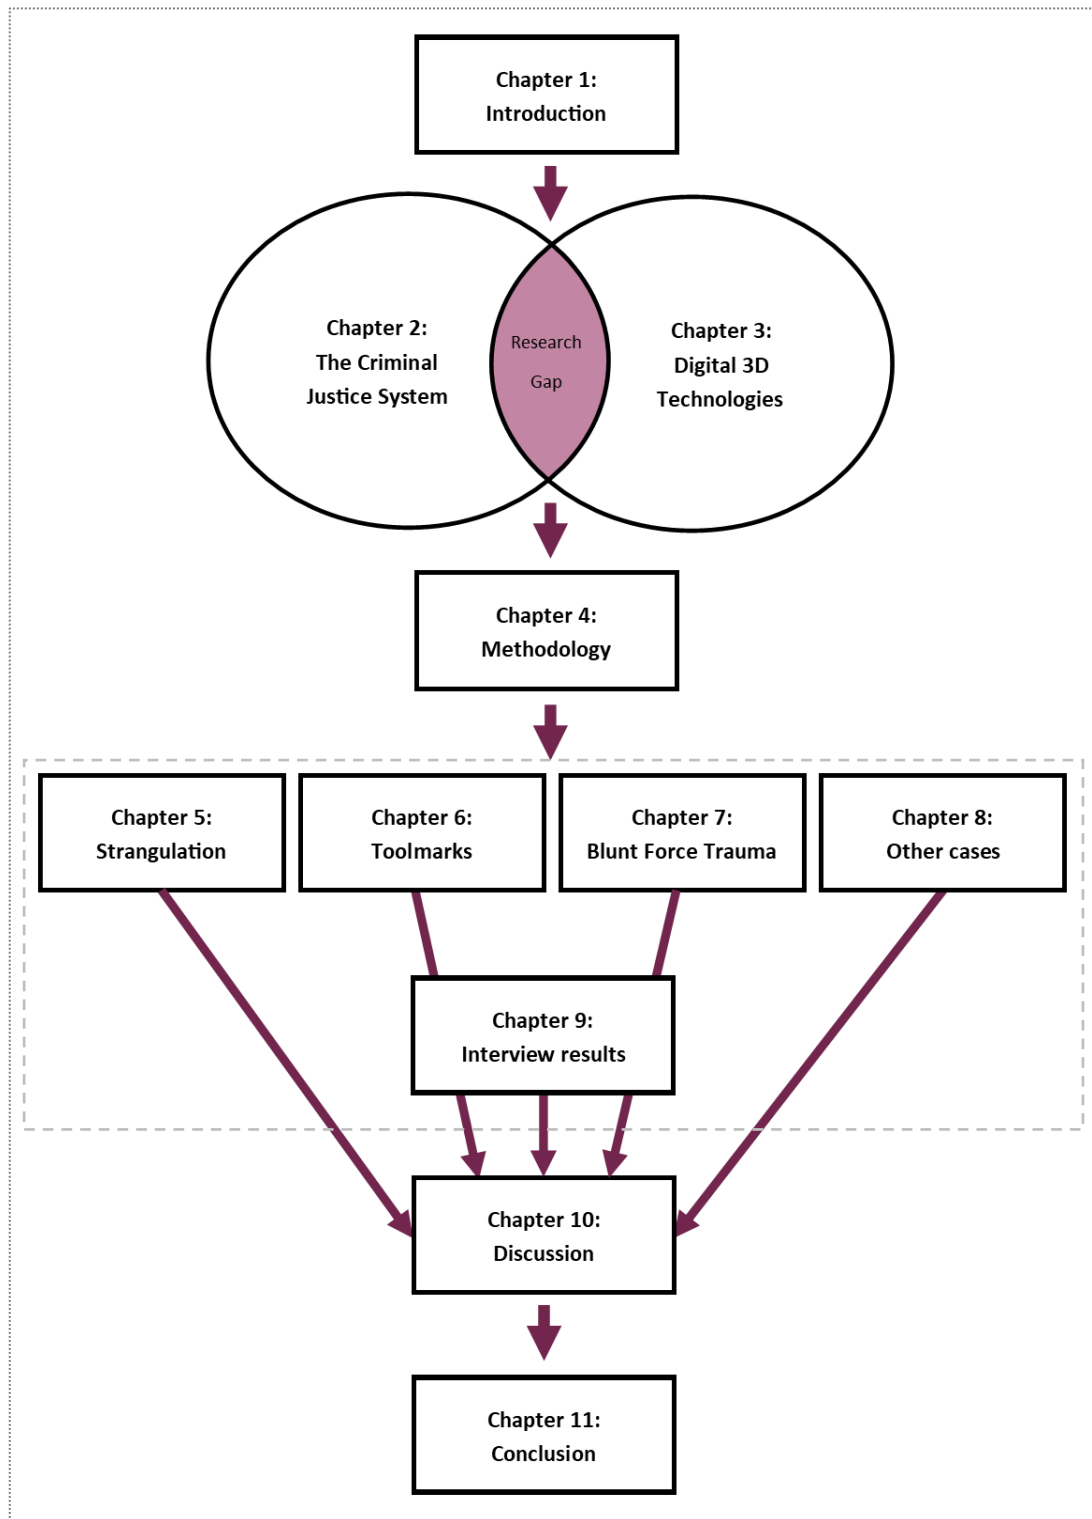 Chapter 1:
Introduction
Chapter 2:
The Criminal
Justice System
Research
Gap
Chapter 3:
Digital 3D
Technologies
Chapter 4:
Methodology
Chapter 5:
Strangulation
Chapter 6:
Toolmarks
Chapter 7:
Blunt Force Trauma
Chapter 8:
Other cases
Chapter 9:
Interview results
Chapter 10:
Discussion
Chapter 11:
Conclusion